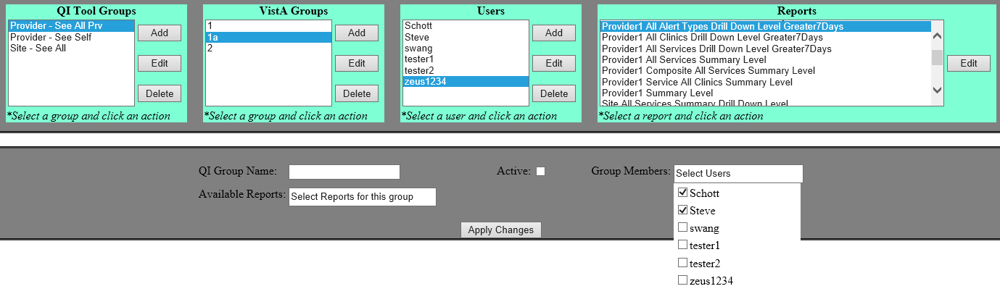 QI Tool Groups
Provider - See All Prv
Provider - See Self
Site - See All
Add
Edit
Delete
*Select a group and click an action
VistA Groups
1
1a
2
Add
Edit
Delete
*Select a group and click an action
Users
Schott
Steve
swang
tester1
tester2
zeus1234
Add
Edit
Delete
*Select a user and click an action
Reports
Provider1 All Alert Types Drill Down Level Greater7Days
Provider1 All Clinics Drill Down Level Greater7Days
Provider1 All Services Drill Down Level Greater7Days
Provider1 All Services Summary Level
Provider1 Composite All Services Summary Level
Provider1 Service All Clinics Summary Level
Provider1 Summary Level
Site All Services Summary Drill Down Level
Edit
*Select a report and click an action
QI Group Name:
Active:
Group Members: Select Users
Available Reports: Select Reports for this group
Schott
Steve
swang
tester1
tester2
zeus1234
Apply Changes